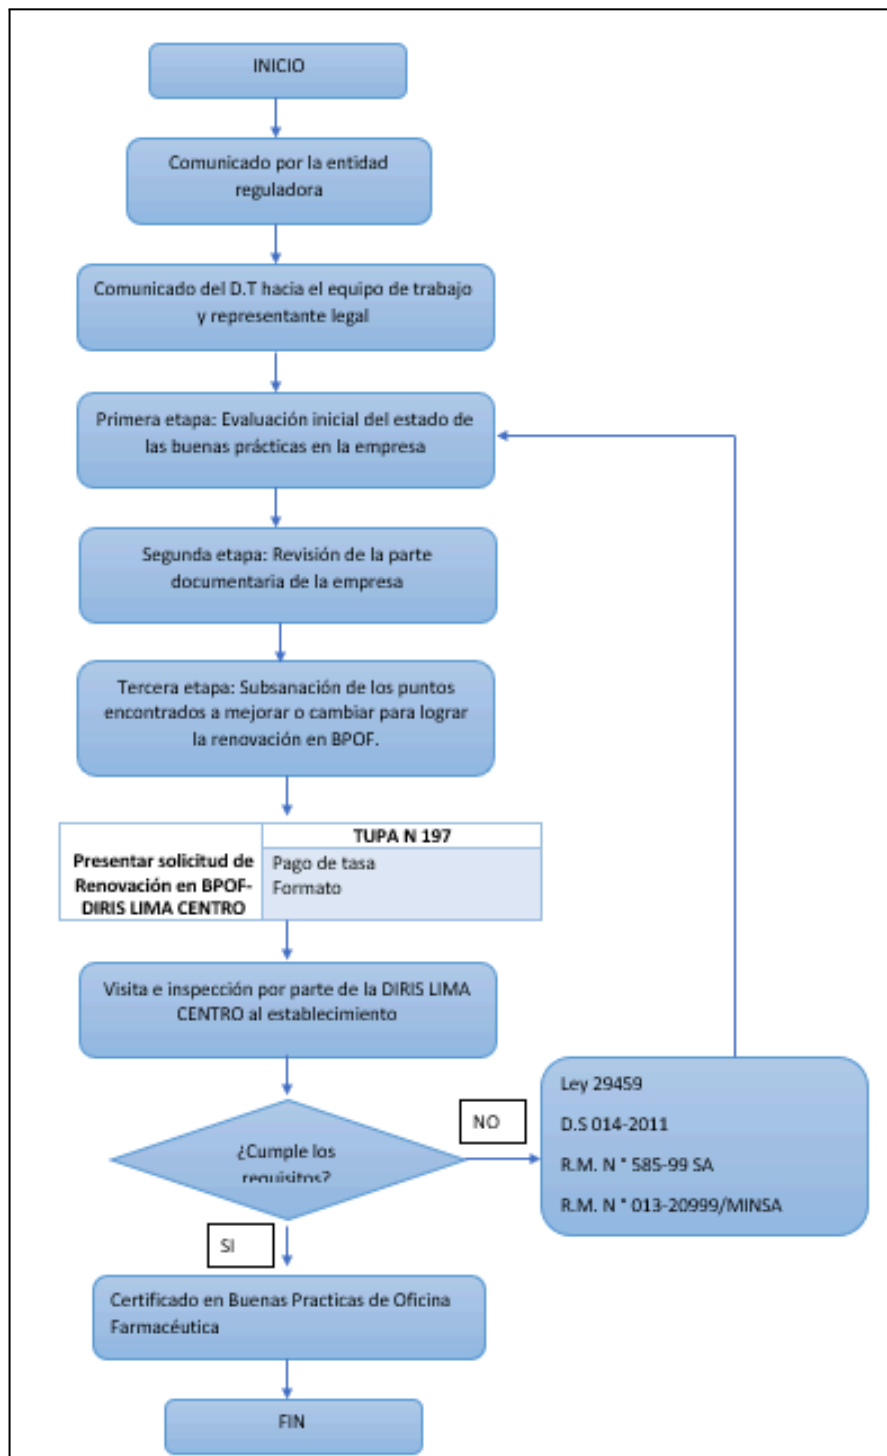 INICIO
Comunicado por la entidad
reguladora
Comunicado del D.T hacia el equipo de trabajo
y representante legal
Primera etapa: Evaluación inicial del estado de
las buenas prácticas en la empresa
Segunda etapa: Revisión de la parte
documentaria de la empresa
Tercera etapa: Subsanación de los puntos
encontrados a mejorar o cambiar para lograr
la renovación en BPOF.
Presentar solicitud de
Renovación en BPOF-
DIRIS LIMA CENTRO
TUPA N 197
Pago de tasa
Formato
Visita e inspección por parte de la DIRIS LIMA
CENTRO al establecimiento
¿Cumple los
requisitos?
NO
Ley 29459
D.S 014-2011
R.M. N ° 585-99 SA
R.M. N ° 013-20999/MINSA
SI
Certificado en Buenas Practicas de Oficina
Farmacéutica
FIN